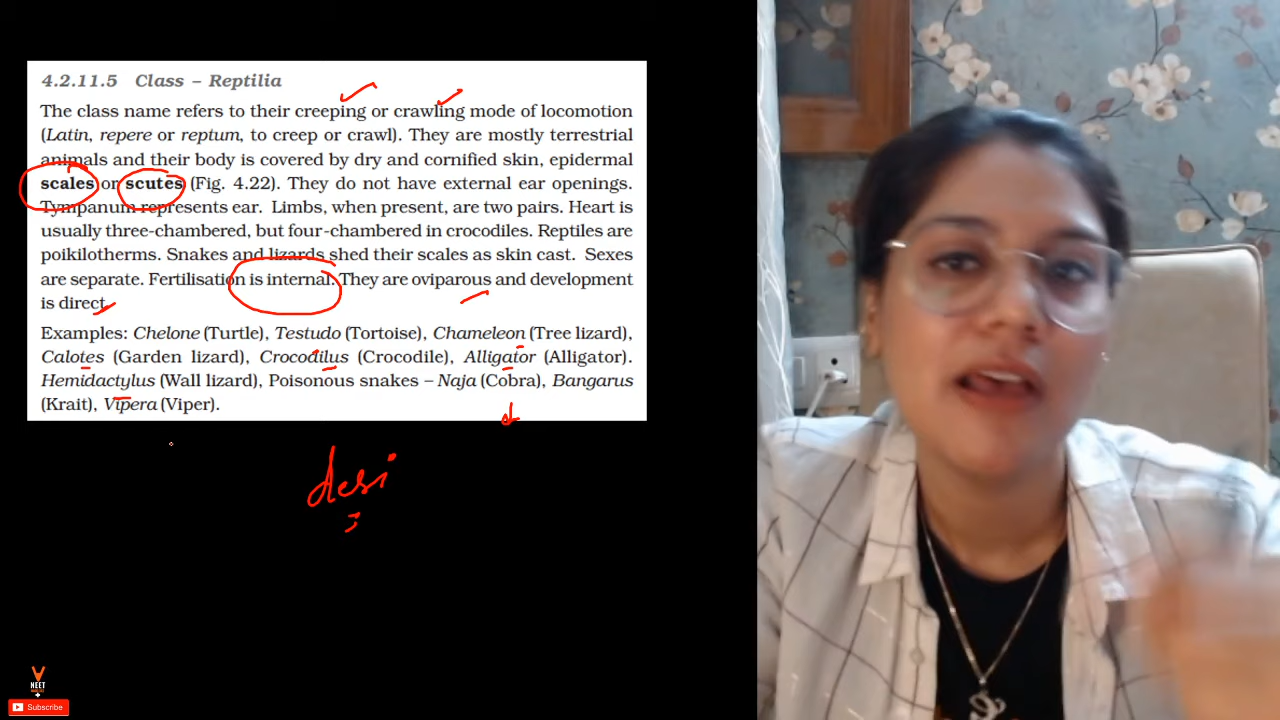 4.2.11.5 Class – Reptilia
The class name refers to their creeping or crawling mode of locomotion
(Latin, repere or reptum, to creep or crawl). They are mostly terrestrial
animals and their body is covered by dry and cornified skin, epidermal
scales or scutes (Fig. 4.22). They do not have external ear openings.
Tympanum represents ear. Limbs, when present, are two pairs. Heart is
usually three-chambered, but four-chambered in crocodiles. Reptiles are
poikilotherms. Snakes and lizards shed their scales as skin cast. Sexes
are separate. Fertilisation is internal. They are oviparous and development
is direct.
Examples: Chelone (Turtle), Testudo (Tortoise), Chameleon (Tree lizard),
Calotes (Garden lizard), Crocodilus (Crocodile), Alligator (Alligator).
Hemidactylus (Wall lizard), Poisonous snakes – Naja (Cobra), Bangarus
(Krait), Vipera (Viper).
desi
NEET
Subscribe